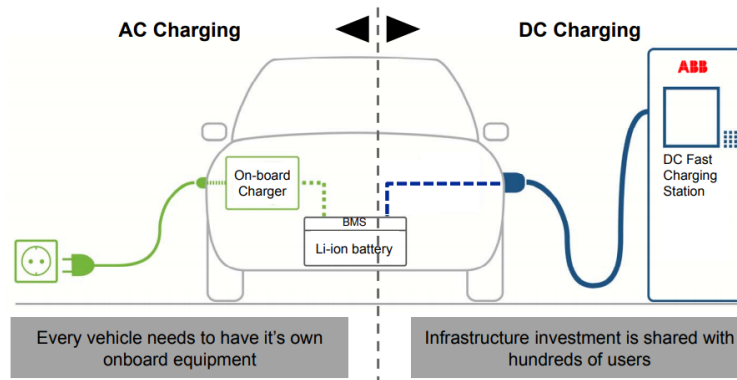 AC Charging
DC Charging
ABB
DC Fast
Charging
Station
On-board
Charger
BMS
Li-ion battery
Every vehicle needs to have it's own
onboard equipment
Infrastructure investment is shared with
hundreds of users